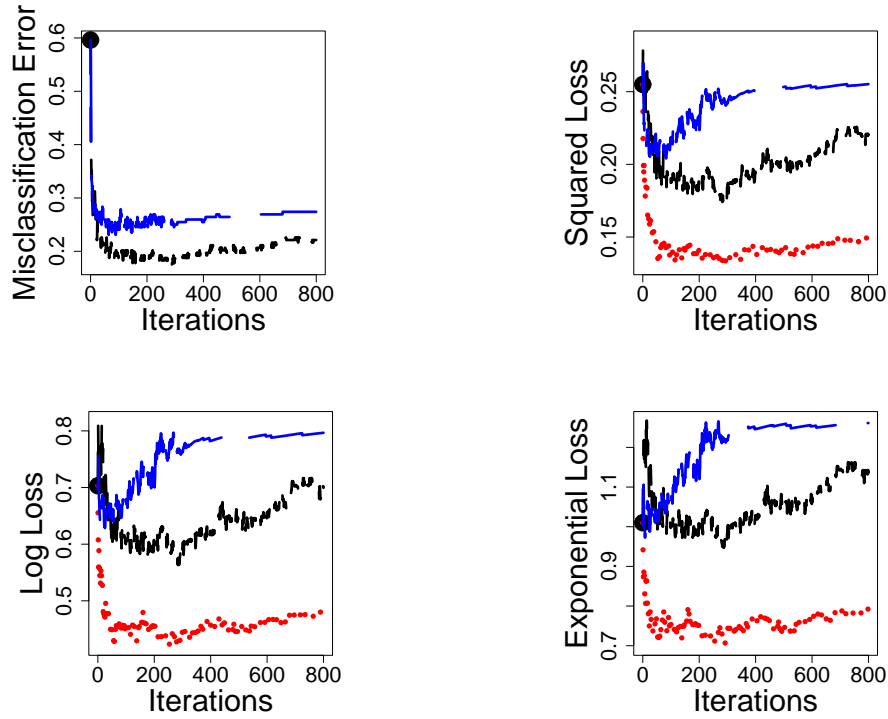 Misclassification Error
0.6
0.5
0.4
0.3
0.2
0 200 400 600 800
Iterations
Squared Loss
0.25
0.20
0.15
0 200 400 600 800
Iterations
Log Loss
0.8
0.7
0.6
0.5
0 200 400 600 800
Iterations
Exponential Loss
1.1
0.9
0.7
0 200 400 600 800
Iterations